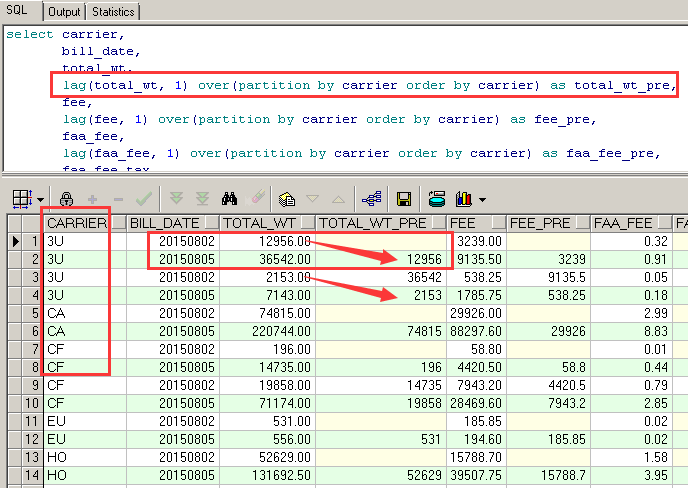 SQL Output Statistics
select carrier,
bill_date,
total_wt,
lag(total_wt, 1) over(partition by carrier order by carrier) as total_wt_pre,
fee,
lag(fee, 1) over(partition by carrier order by carrier) as fee_pre,
faa_fee,
lag(faa_fee, 1) over(partition by carrier order by carrier) as faa_fee_pre,
faa_fee_tax
CARRIER BILL_DATE TOTAL_WT TOTAL_WT_PRE FEE FEE_PRE FAA_FEE FA
1 3U 20150802 12956.00 3239.00 0.32
2 3U 20150805 36542.00 12956 9135.50 3239 0.91
3 3U 20150802 2153.00 36542 538.25 9135.5 0.05
4 3U 20150805 7143.00 2153 1785.75 538.25 0.18
5 CA 20150802 74815.00 29926.00 2.99
6 CA 20150805 220744.00 74815 88297.60 29926 8.83
7 CF 20150802 196.00 58.80 0.01
8 CF 20150805 14735.00 196 4420.50 58.8 0.44
9 CF 20150802 19858.00 14735 7943.20 4420.5 0.79
10 CF 20150805 71174.00 19858 28469.60 7943.2 2.85
11 EU 20150802 531.00 185.85 0.02
12 EU 20150805 556.00 531 194.60 185.85 0.02
13 HO 20150802 52629.00 15788.70 1.58
14 HO 20150805 131692.50 52629 39507.75 15788.7 3.95